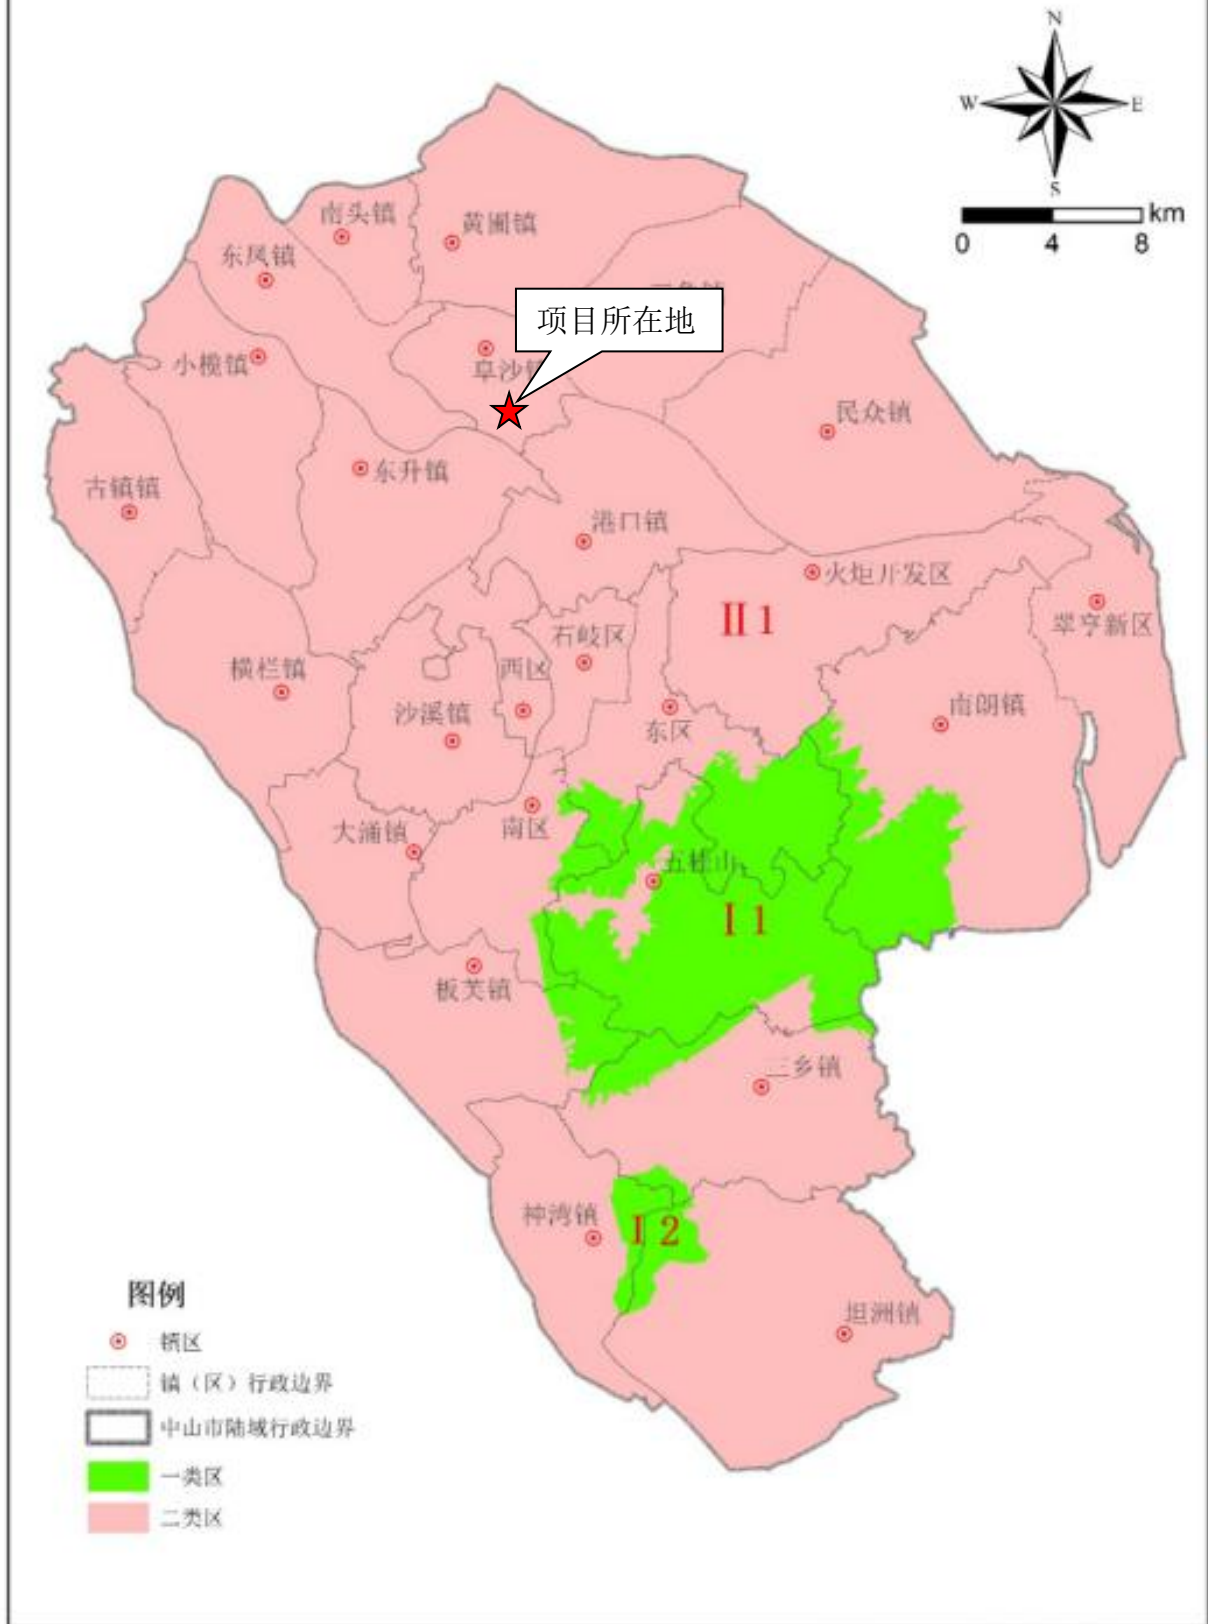 N
W
E
S
km
0
4
8
南头镇
黄圃镇
东凤镇
项目所在地
阜沙镇
小榄镇
民众镇
东升镇
古镇镇
港口镇
火炬开发区
II 1
翠亨新区
石岐区
西区
横栏镇
沙溪镇
南朗镇
东区
大涌镇
南区
五桂山
I 1
板芙镇
三乡镇
神湾镇
I 2
坦洲镇
图例
镇区
镇（区）行政边界
中山市陆域行政边界
一类区
二类区